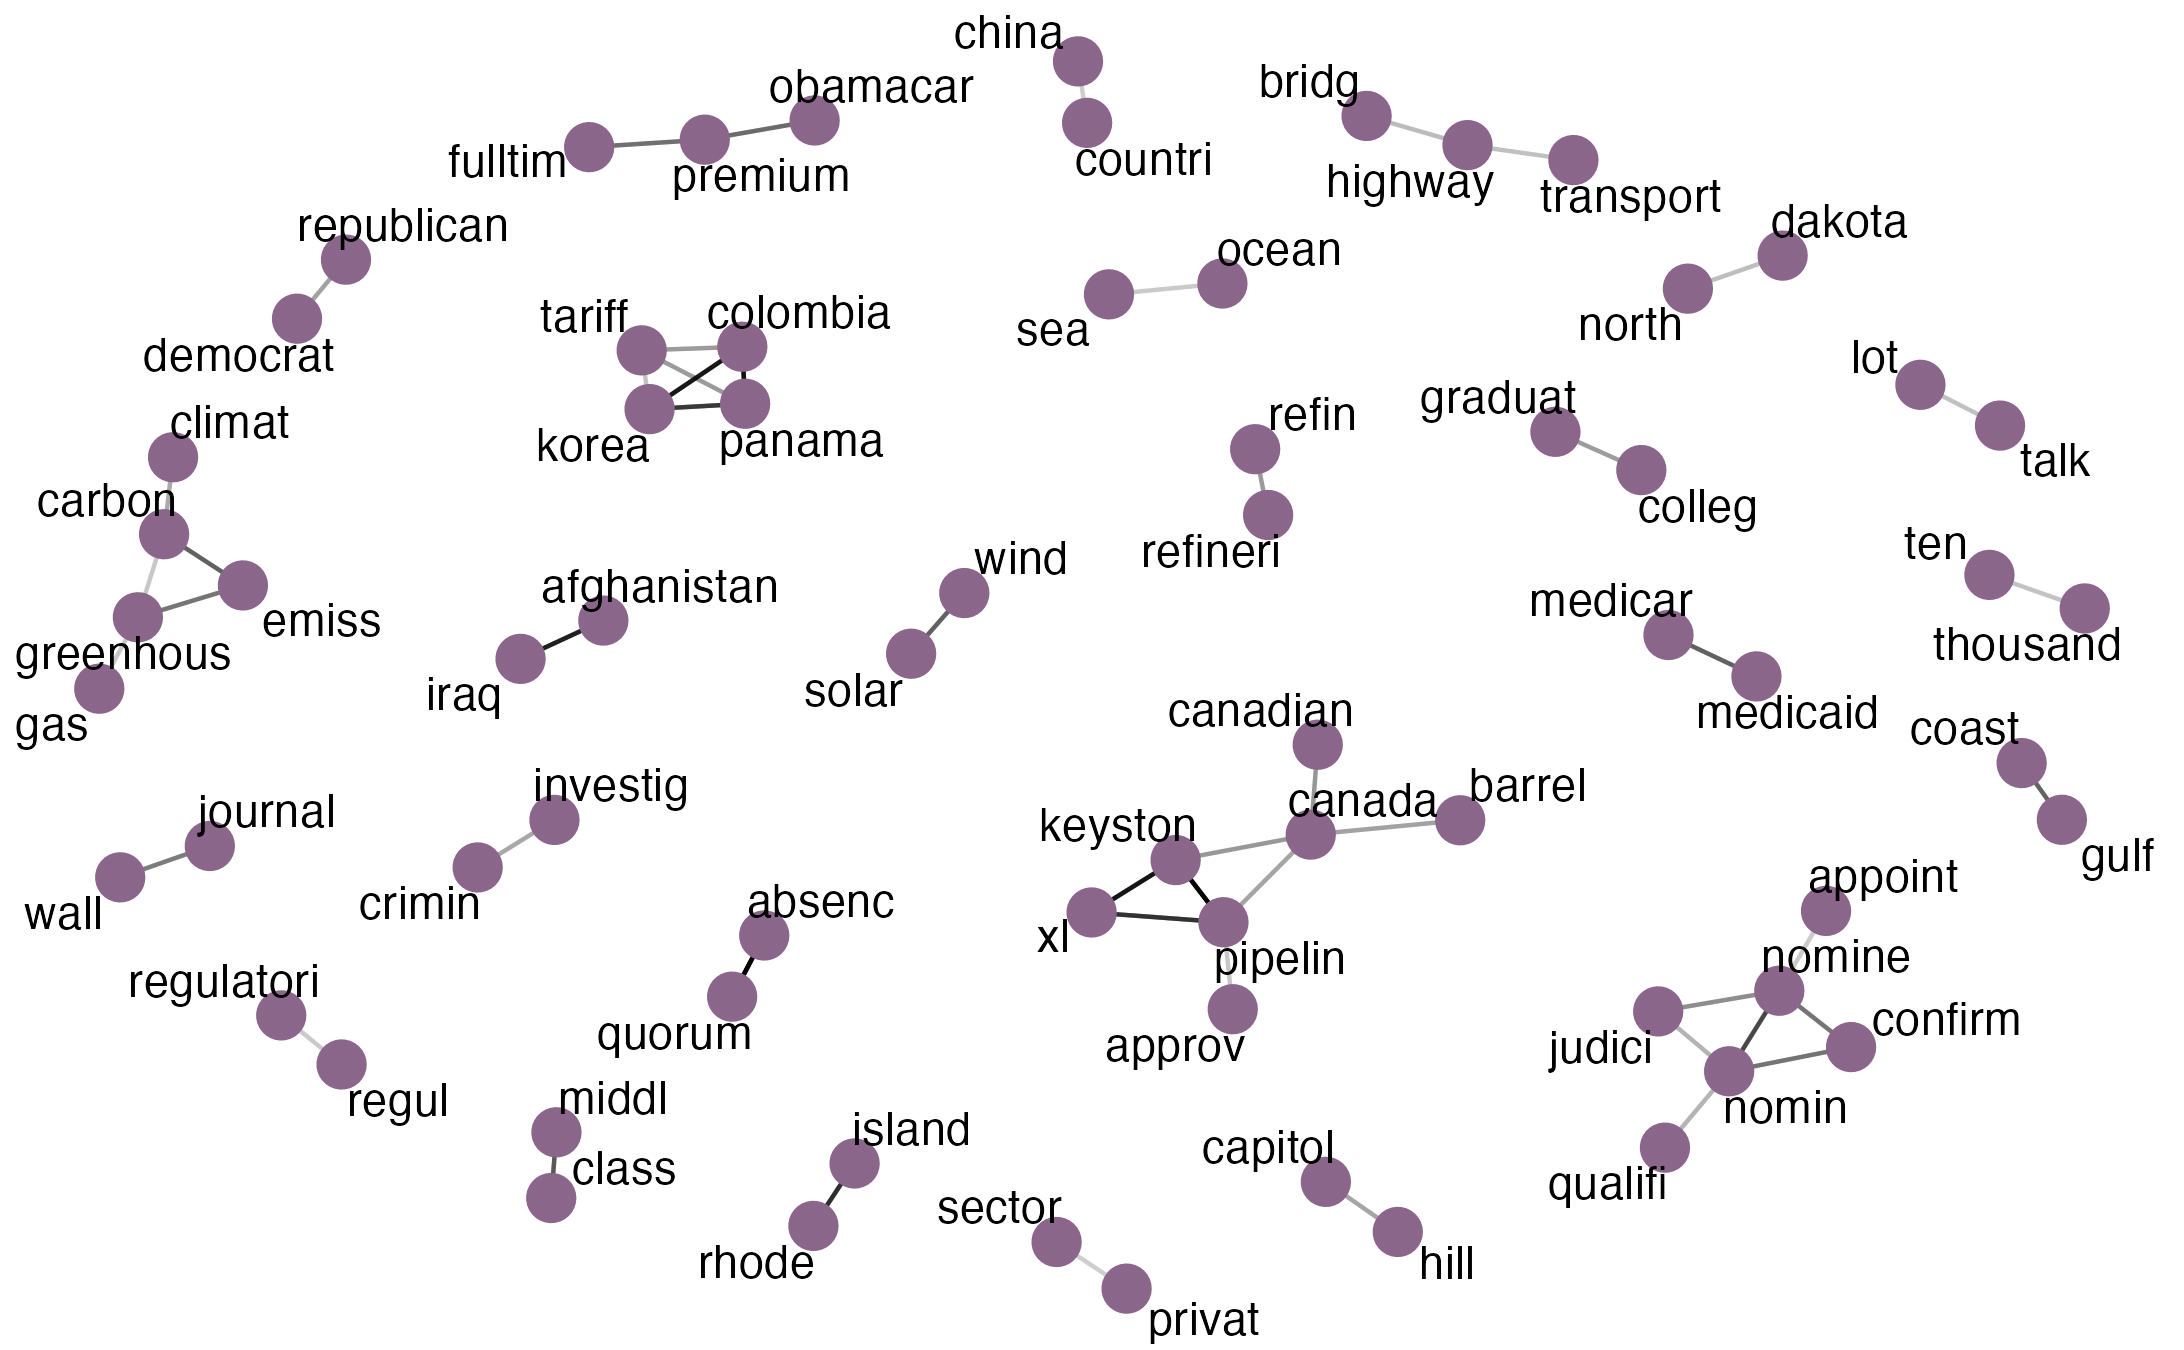 china
obamacar
bridg
fulltim
premium
countri
highway
transport
republican
dakota
ocean
tariff
colombia
sea
north
democrat
lot
climat
graduat
refin
korea
panama
talk
carbon
colleg
refineri
ten
wind
afghanistan
medicar
emiss
thousand
greenhous
iraq
solar
canadian
medicaid
gas
coast
investig
barrel
canada
journal
keyston
gulf
appoint
absenc
crimin
wall
xl
pipelin
nomine
regulatori
confirm
quorum
approv
judici
middl
regul
nomin
island
capitol
class
qualifi
sector
rhode
hill
privat